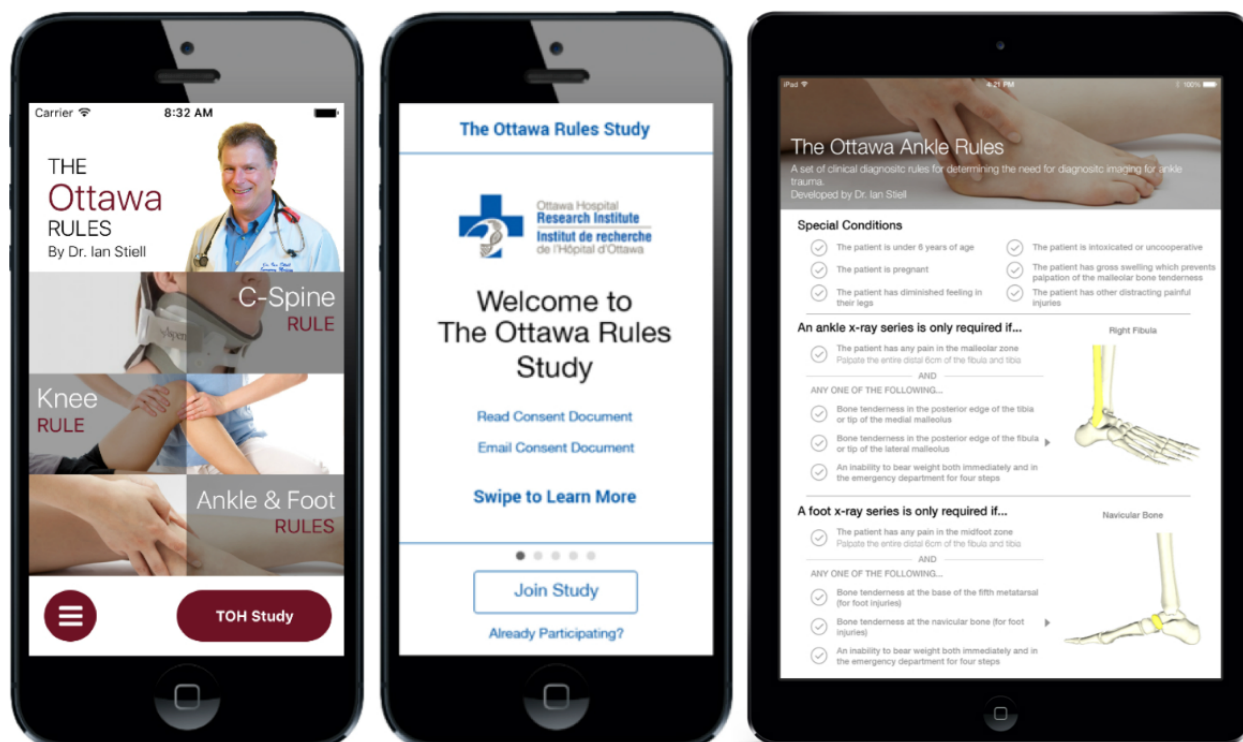 Carrier
8:32 AM
THE
Ottawa
RULES
By Dr. Ian Stiell
C-Spine
RULE
Knee
RULE
Ankle & Foot
RULES
TOH Study
The Ottawa Rules Study
Ottawa Hospital
Research Institute
Institut de recherche
de l'Hôpital d'Ottawa
Welcome to
The Ottawa Rules
Study
Read Consent Document
Email Consent Document
Swipe to Learn More
Join Study
Already Participating?
iPad
4:21 PM
100%
The Ottawa Ankle Rules
A set of clinical diagnositc rules for determining the need for diagnositc imaging for ankle
trauma.
Developed by Dr. Ian Stiell
Special Conditions
The patient is under 6 years of age
The patient is pregnant
The patient has diminished feeling in
their legs
The patient is intoxicated or uncooperative
The patient has gross swelling which prevents
palpation of the malleolar bone tenderness
The patient has other distracting painful
injuries
An ankle x-ray series is only required if...
The patient has any pain in the malleolar zone
Palpate the entire distal 6cm of the fibula and tibia
AND
ANY ONE OF THE FOLLOWING...
Bone tenderness in the posterior edge of the tibia
or tip of the medial malleolus
Bone tenderness in the posterior edge of the fibula
or tip of the lateral malleolus
An inability to bear weight both immediately and in
the emergency department for four steps
Right Fibula
A foot x-ray series is only required if...
The patient has any pain in the midfoot zone
Palpate the entire distal 6cm of the fibula and tibia
AND
ANY ONE OF THE FOLLOWING...
Bone tenderness at the base of the fifth metatarsal
(for foot injuries)
Bone tenderness at the navicular bone (for foot
injuries)
An inability to bear weight both immediately and in
the emergency department for four steps
Navicular Bone